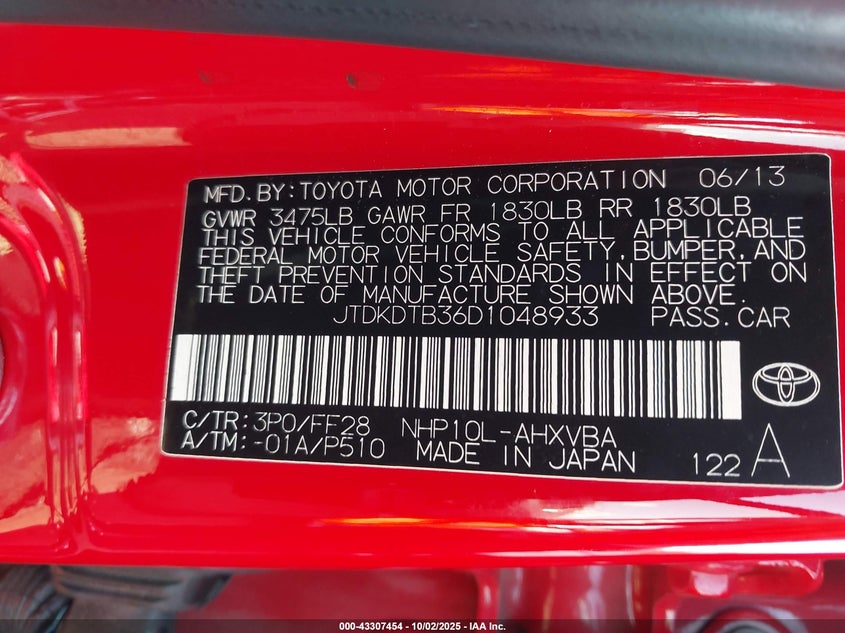 MFD. BY: TOYOTA MOTOR CORPORATION 06/13
GVWR 3475LB GAWR FR 1830LB RR 1830LB
THIS VEHICLE CONFORMS TO ALL APPLICABLE
FEDERAL MOTOR VEHICLE SAFETY, BUMPER, AND
THEFT PREVENTION STANDARDS IN EFFECT ON
THE DATE OF MANUFACTURE SHOWN ABOVE.
JTDKDTB36D1048933 PASS. CAR
C/TR: 3P0/FF28 NHP10L-AHXVBA
A/TM: -01A/P510 MADE IN JAPAN 122 A
000-43307454 - 10/02/2025 - I.A.A. Inc.